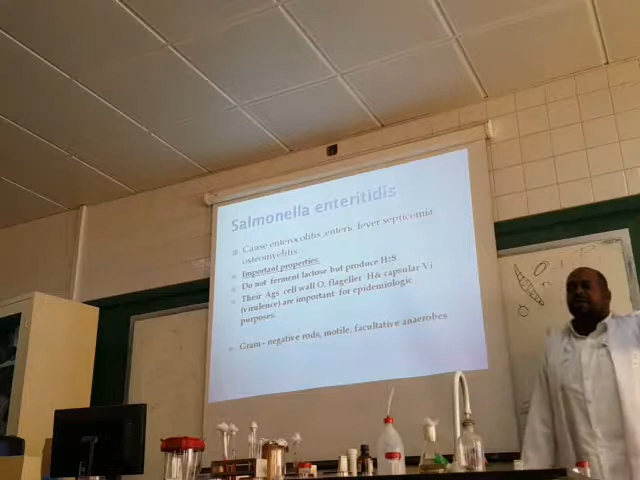 Salmonella enteritidis
Cause enterocolitis ,enteric fever septicemia
osteomyelitis.
Important properties:
Do not ferment lactose but produce H2S
Their Ags cell wall O, flageller H& capsular Vi
(virulence) are important for epidemiologic
purposes.
Gram - negative rods, motile, facultative anaerobes